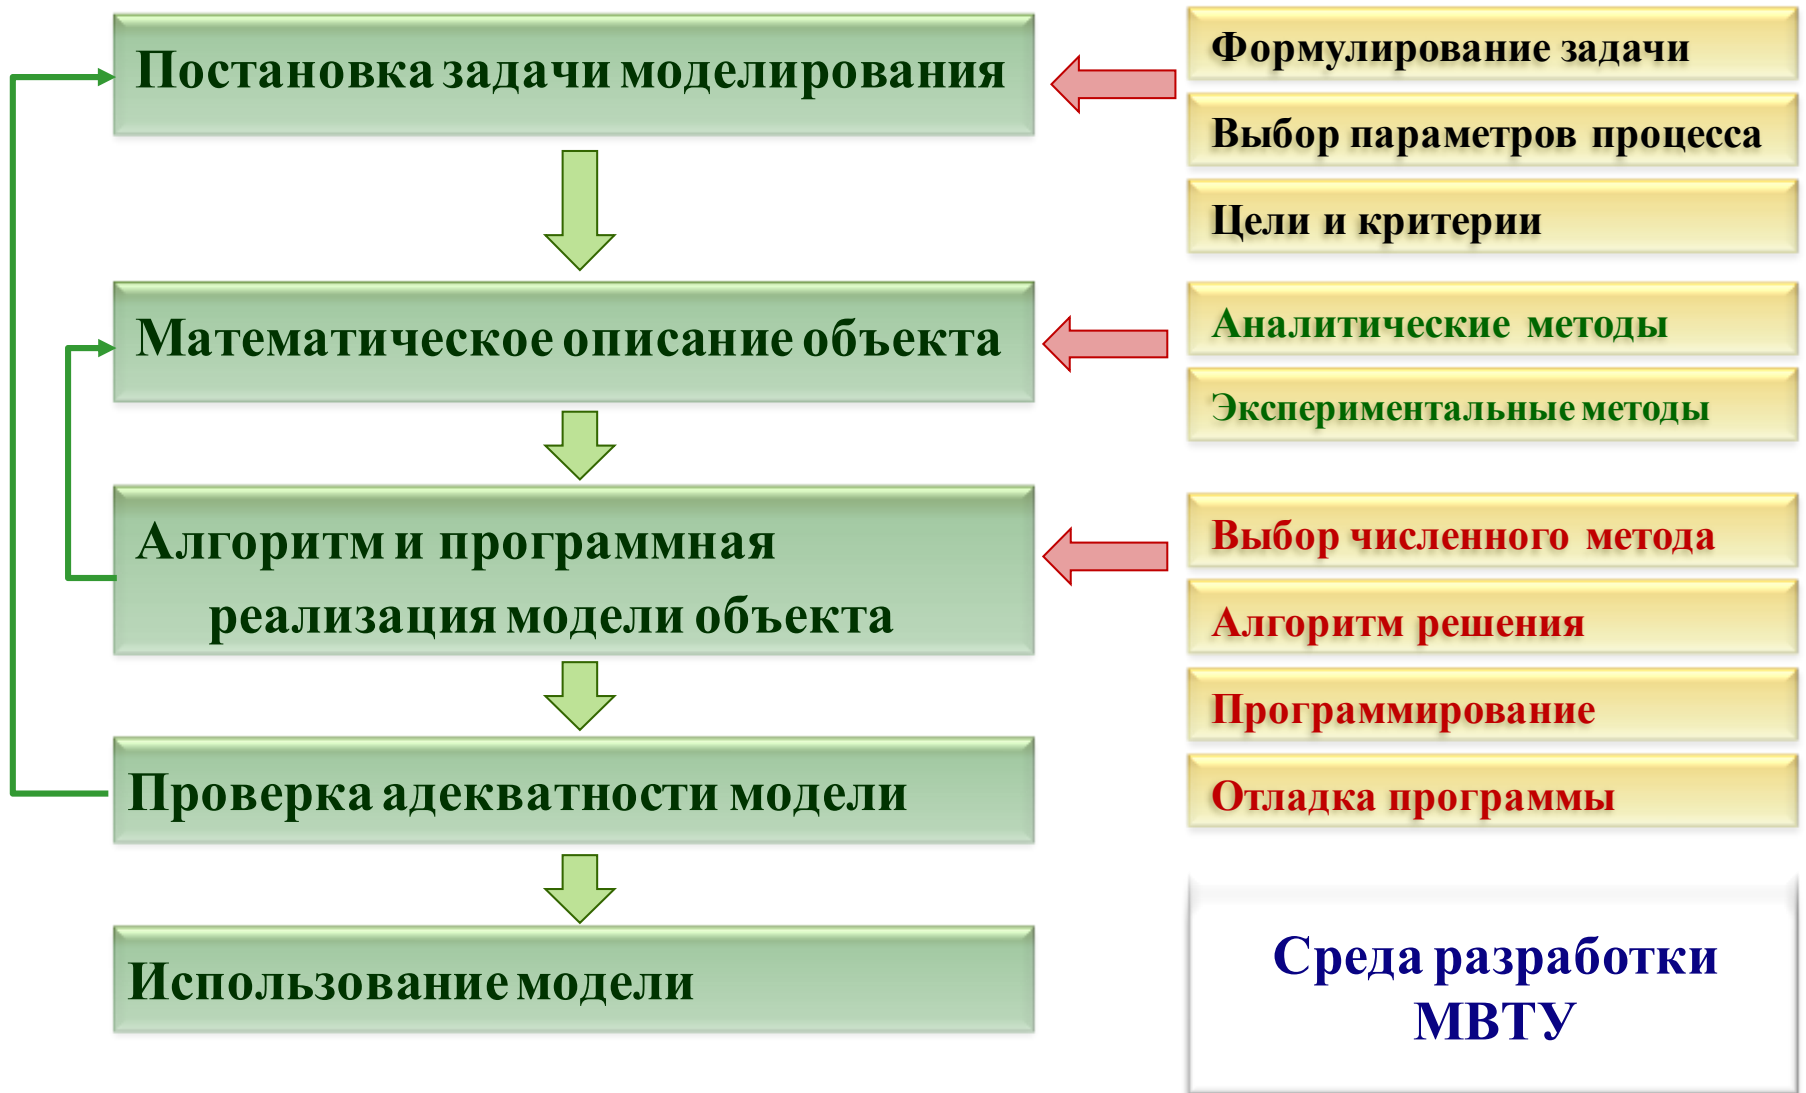 Постановка задачи моделирования
Формулирование задачи
Выбор параметров процесса
Цели и критерии
Математическое описание объекта
Аналитические методы
Экспериментальные методы
Алгоритм и программная
реализация модели объекта
Выбор численного метода
Алгоритм решения
Программирование
Отладка программы
Проверка адекватности модели
Использование модели
Среда разработки
МВТУ